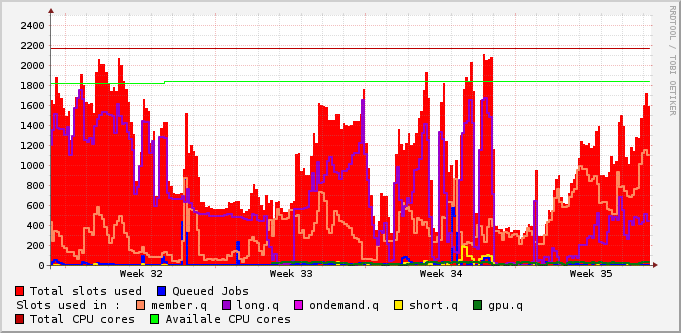 RRDTOOL / TOBI OETIKER
2400
2200
2000
1800
1600
1400
1200
1000
800
600
400
200
0
Week 32 Week 33 Week 34 Week 35
Total slots used Queued Jobs
Slots used in : member.q long.q ondemand.q short.q gpu.q
Total CPU cores Availale CPU cores